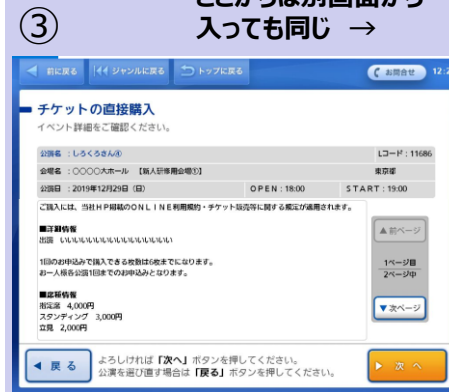 ここからは別画面から
③
入っても同じ →
前に戻る ジャンルに戻る トップに戻る お問合せ 12:2
チケットの直接購入
イベント詳細をご確認ください。
公演名 :しろくろさん④ Lコード:11686
会場名 :〇〇〇〇大ホール 【新人研修用会場①】 東京都
公演日 :2019年12月29日(日) OPEN:18:00 START:19:00
ご購入には、当社HP掲載のONLINE利用規約・チケット販売等に関する規定が適用されます。
■詳細情報
出演 いいいいいいいいいいいいいいいい
1回のお申込みで購入できる枚数は6枚までになります。
お一人様各公演1回までのお申込みとなります。
■席種情報
指定席 4,000円
スタンディング 3,000円
立見 2,000円
▲前ページ
1ページ目
2ページ中
▼次ページ
戻る
よろしければ「次へ」ボタンを押してください。
公演を選び直す場合は「戻る」ボタンを押してください。
次へ